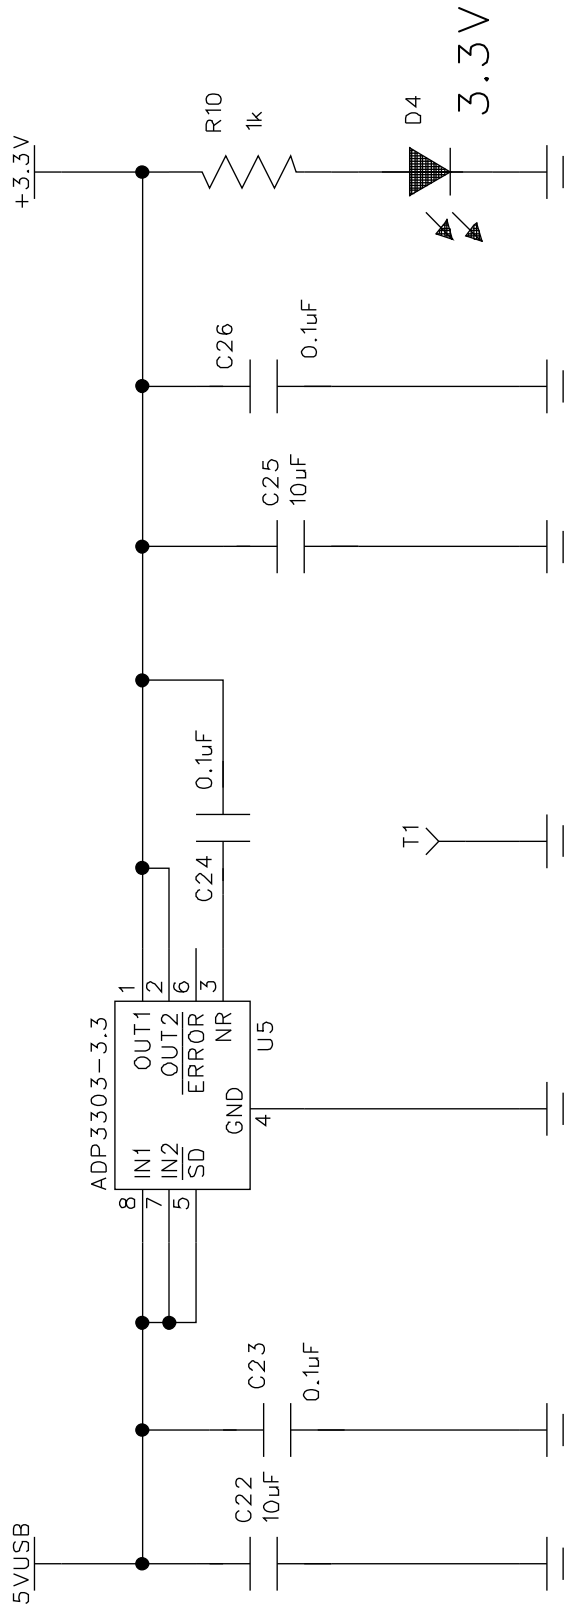 5VUSB
C22
10uF
C23
0.1uF
ADP3303-3.3
8
IN1
OUT1
1
7
IN2
OUT2
2
5
SD
ERROR
6
NR
3
GND
4
U5
C24
0.1uF
T1
C25
10uF
C26
0.1uF
+3.3V
R10
1k
D4
3.3V